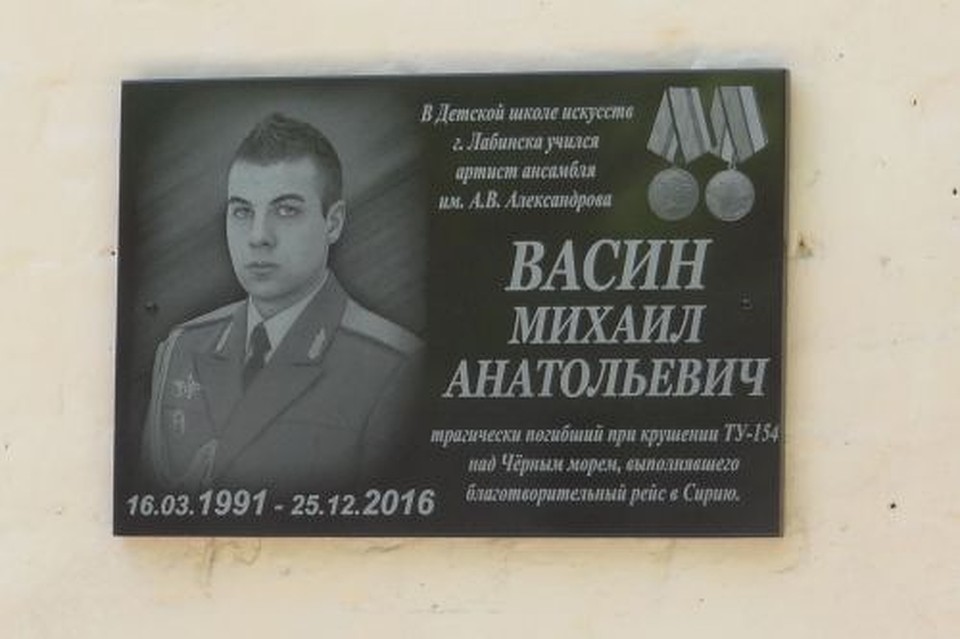 В Детской школе искусств
г. Лабинска учился
артист ансамбля
им. А.В. Александрова
ВАСИН
МИХАИЛ
АНАТОЛЬЕВИЧ
трагически погибший при крушении ТУ-154
над Чёрным морем, выполнявшего
благотворительный рейс в Сирию.
16.03.1991 - 25.12.2016